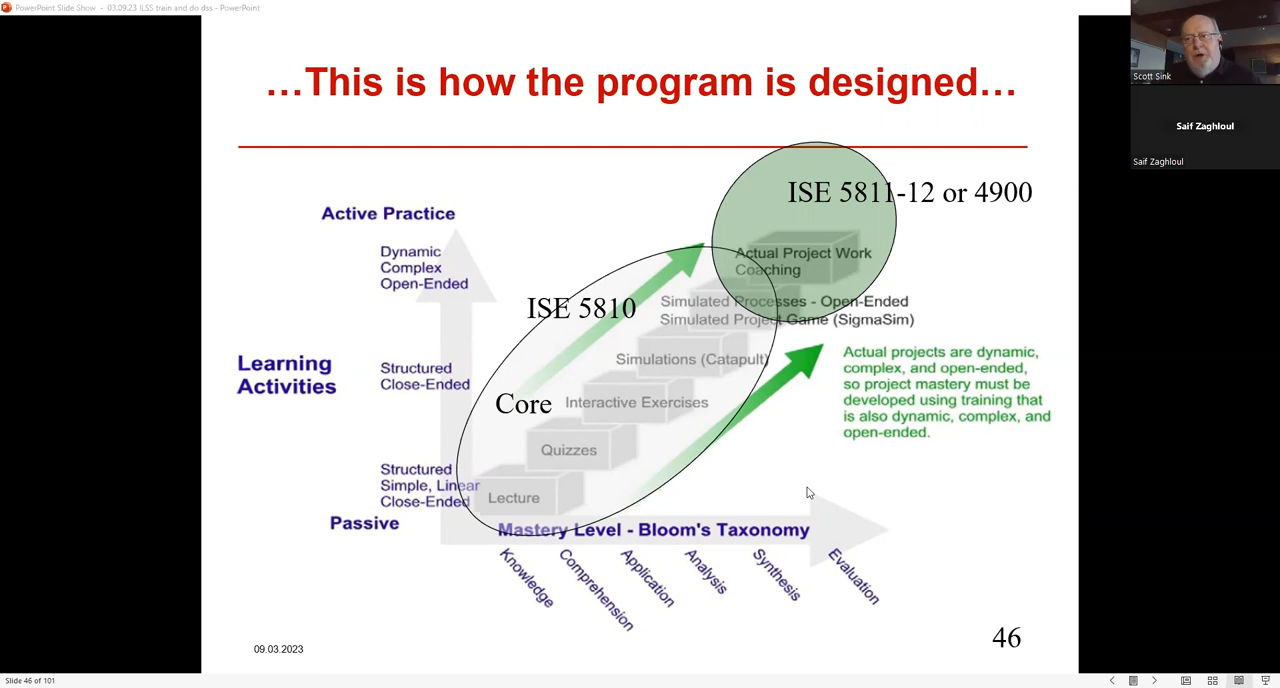 PowerPoint Slide Show - 03.09.23 ILSS train and do dss - PowerPoint
Scott Sink
Saif Zaghloul
Saif Zaghloul
…This is how the program is designed…
ISE 5811-12 or 4900
Active Practice
Dynamic
Complex
Open-Ended
Actual Project Work
Coaching
ISE 5810
Simulated Processes - Open-Ended
Simulated Project Game (SigmaSim)
Learning
Activities
Structured
Close-Ended
Simulations (Catapult)
Actual projects are dynamic,
complex, and open-ended,
so project mastery must be
developed using training that
is also dynamic, complex, and
open-ended.
Core
Interactive Exercises
Quizzes
Structured
Simple, Linear
Close-Ended
Lecture
Passive
Mastery Level - Bloom's Taxonomy
Knowledge
Comprehension
Application
Analysis
Synthesis
Evaluation
09.03.2023
46
Slide 46 of 101